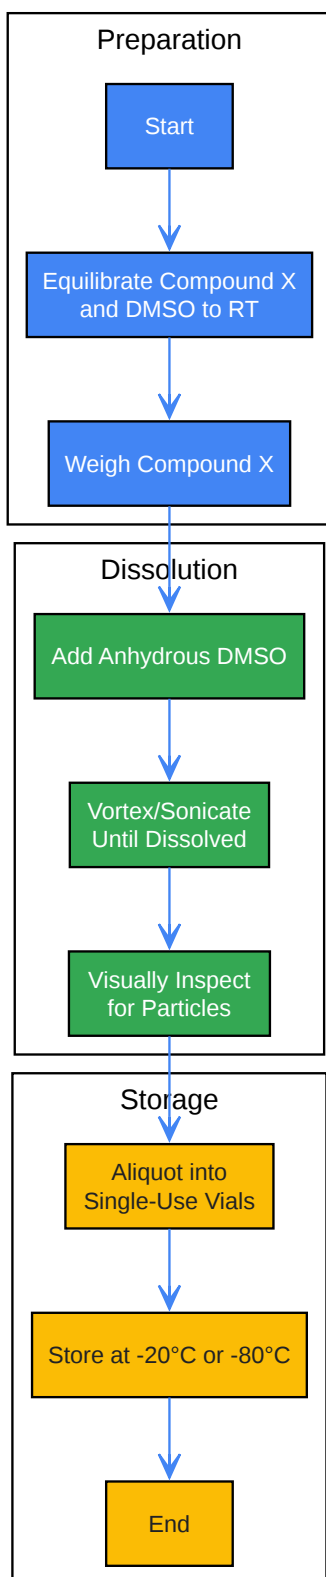 Preparation
Start
Equilibrate Compound X
and DMSO to RT
Weigh Compound X
Dissolution
Add Anhydrous DMSO
Vortex/Sonicate
Until Dissolved
Visually Inspect
for Particles
Storage
Aliquot into
Single-Use Vials
Store at -20°C or -80°C
End